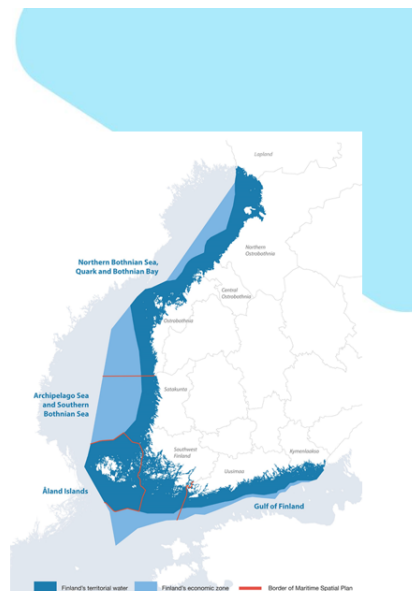 Lapland
Northern
Ostrobothnia
Northern Bothnian Sea,
Quark and Bothnian Bay
Central
Ostrobothnia
Ostrobothnia
Satakunta
Archipelago Sea
and Southern
Bothnian Sea
Southwest
Finland
Uusimaa
Kymenlaakso
Åland Islands
Gulf of Finland
Finland's territorial water
Finland's economic zone
Border of Maritime Spatial Plan